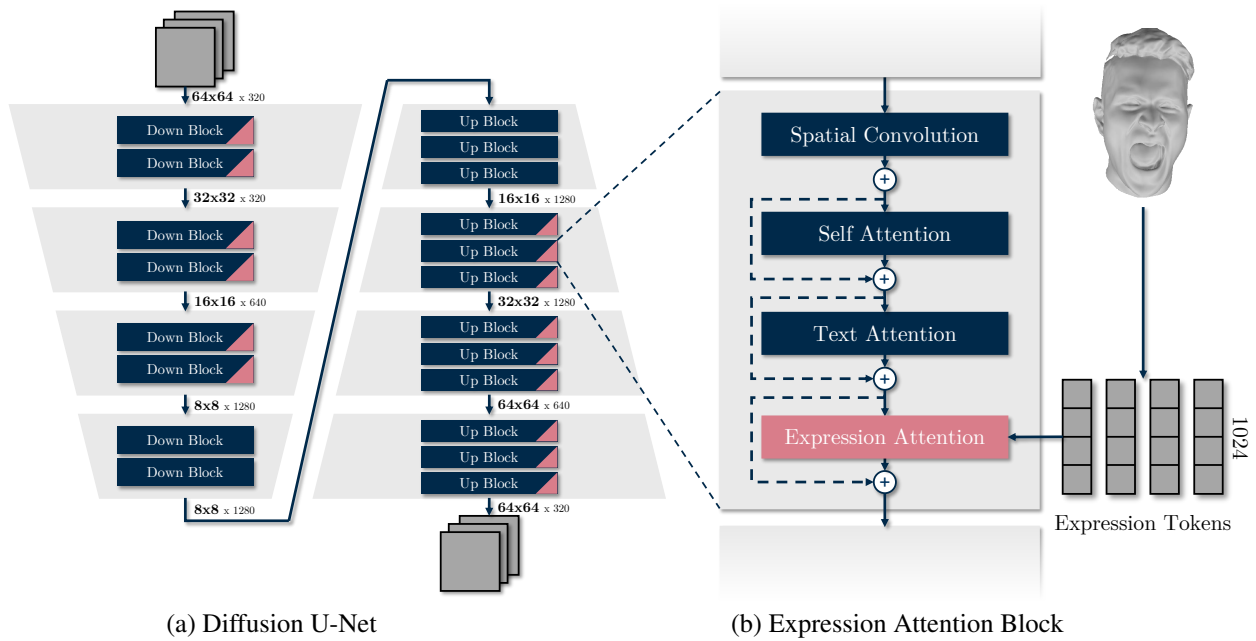 64x64 x 320
Down Block
Down Block
32x32 x 320
Down Block
Down Block
16x16 x 640
Down Block
Down Block
8x8 x 1280
Down Block
Down Block
8x8 x 1280
Up Block
Up Block
Up Block
16x16 x 1280
Up Block
Up Block
Up Block
32x32 x 1280
Up Block
Up Block
Up Block
64x64 x 640
Up Block
Up Block
Up Block
64x64 x 320
(a) Diffusion U-Net
Spatial Convolution
+
Self Attention
+
Text Attention
+
Expression Attention
+
1024
Expression Tokens
(b) Expression Attention Block